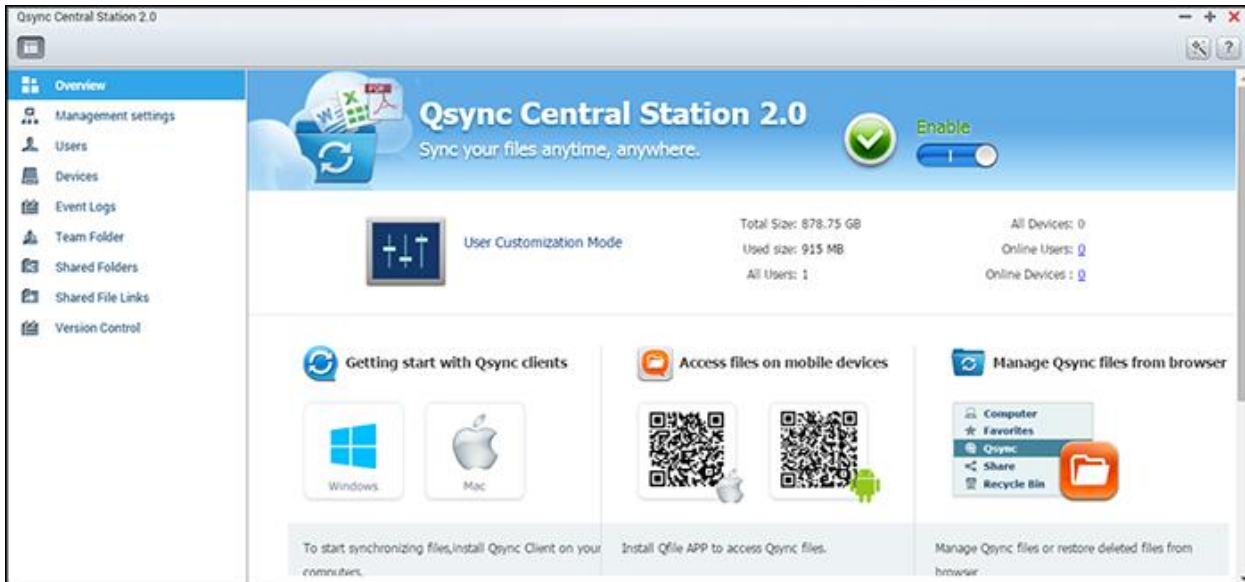 Qsync Central Station 2.0
Overview
Management settings
Users
Devices
Event Logs
Team Folder
Shared Folders
Shared File Links
Version Control
Qsync Central Station 2.0
Sync your files anytime, anywhere.
Enable
User Customization Mode
Total Size: 878.75 GB
Used size: 915 MB
All Users: 1
All Devices: 0
Online Users: 0
Online Devices : 0
Getting start with Qsync clients
Windows
Mac
To start synchronizing files,install Qsync Client on your
computers.
Access files on mobile devices
Install Qfile APP to access Qsync files.
Manage Qsync files from browser
Computer
Favorites
Qsync
Share
Recycle Bin
Manage Qsync files or restore deleted files from
browser